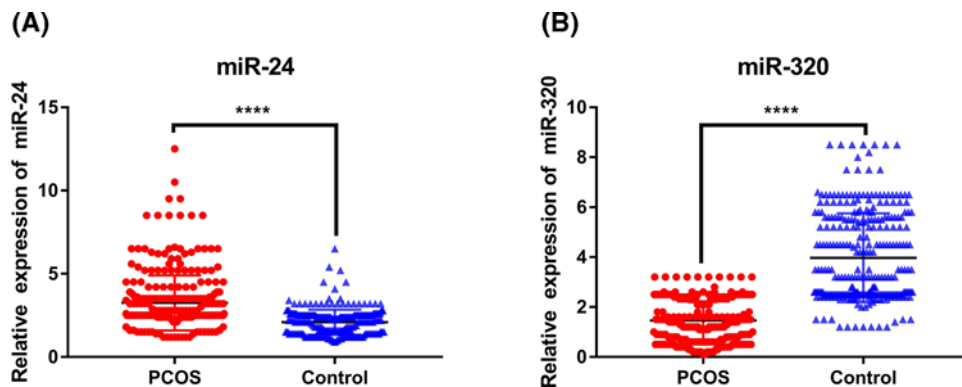 (A)
miR-24
Relative expression of miR-24
15
10
5
0
****
PCOS
Control
(B)
miR-320
Relative expression of miR-320
10
8
6
4
2
0
****
PCOS
Control